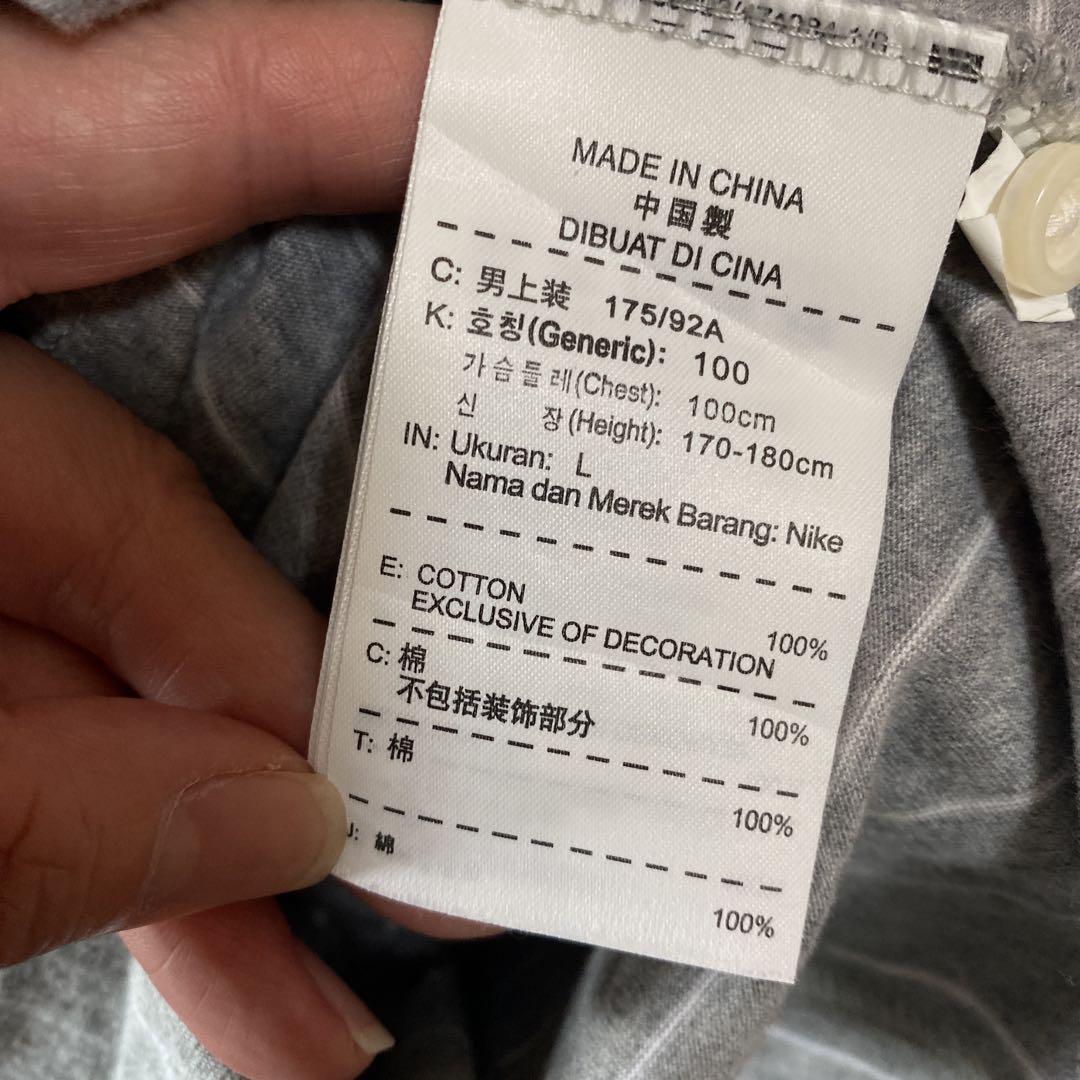 MADE IN CHINA
中国製
DIBUAT DI CINA
C: 男上装 175/92A
K: 호칭(Generic): 100
가슴둘레(Chest): 100cm
신 장(Height): 170-180cm
IN: Ukuran: L
Nama dan Merek Barang: Nike
E: COTTON 100%
EXCLUSIVE OF DECORATION
C: 棉 100%
不包括装饰部分
T: 棉 100%
J: 綿 100%